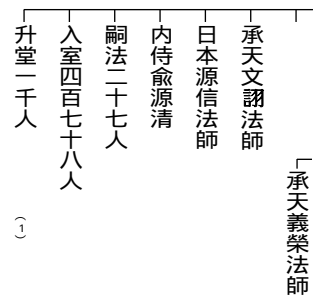 承天義榮法師
承天文詡法師
日本源信法師
内侍兪源清
嗣法二十七人
入室四百七十八人
升堂一千人
(1)